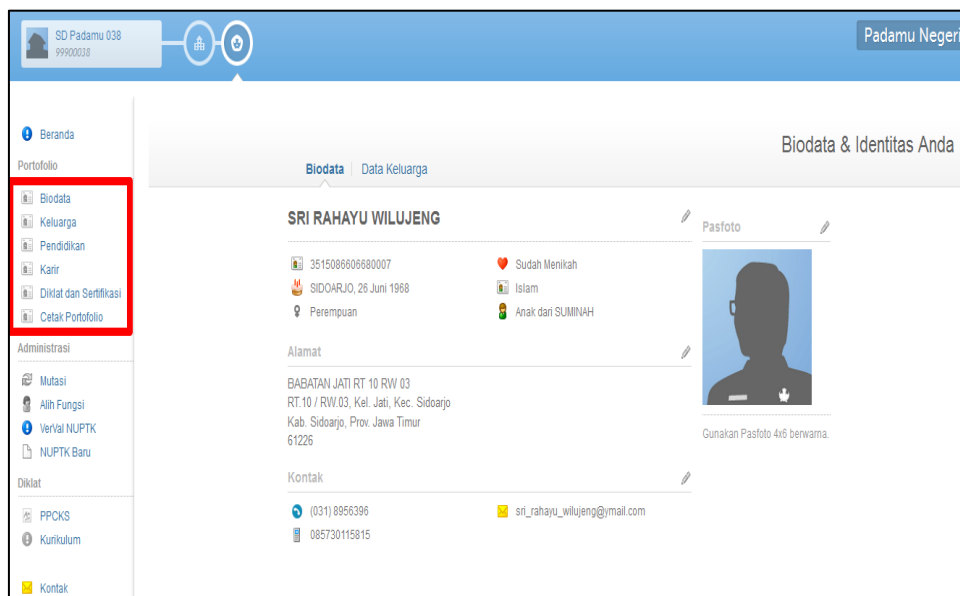 SD Padamu 038
99900038
Padamu Negeri
Beranda
Portofolio
Biodata
Keluarga
Pendidikan
Karir
Diklat dan Sertifikasi
Cetak Portofolio
Administrasi
Mutasi
Alih Fungsi
VerVal NUPTK
NUPTK Baru
Diklat
PPCKS
Kurikulum
Kontak
Biodata & Identitas Anda
Biodata
Data Keluarga
SRI RAHAYU WILUJENG
3515086606680007
SIDOARJO, 26 Juni 1968
Perempuan
Sudah Menikah
Islam
Anak dari SUMINAH
Alamat
BABATAN JATI RT 10 RW 03
RT.10 / RW.03, Kel. Jati, Kec. Sidoarjo
Kab. Sidoarjo, Prov. Jawa Timur
61226
Kontak
(031) 8956396
085730115815
sri_rahayu_wilujeng@ymail.com
Pasfoto
Gunakan Pasfoto 4x6 berwarna.